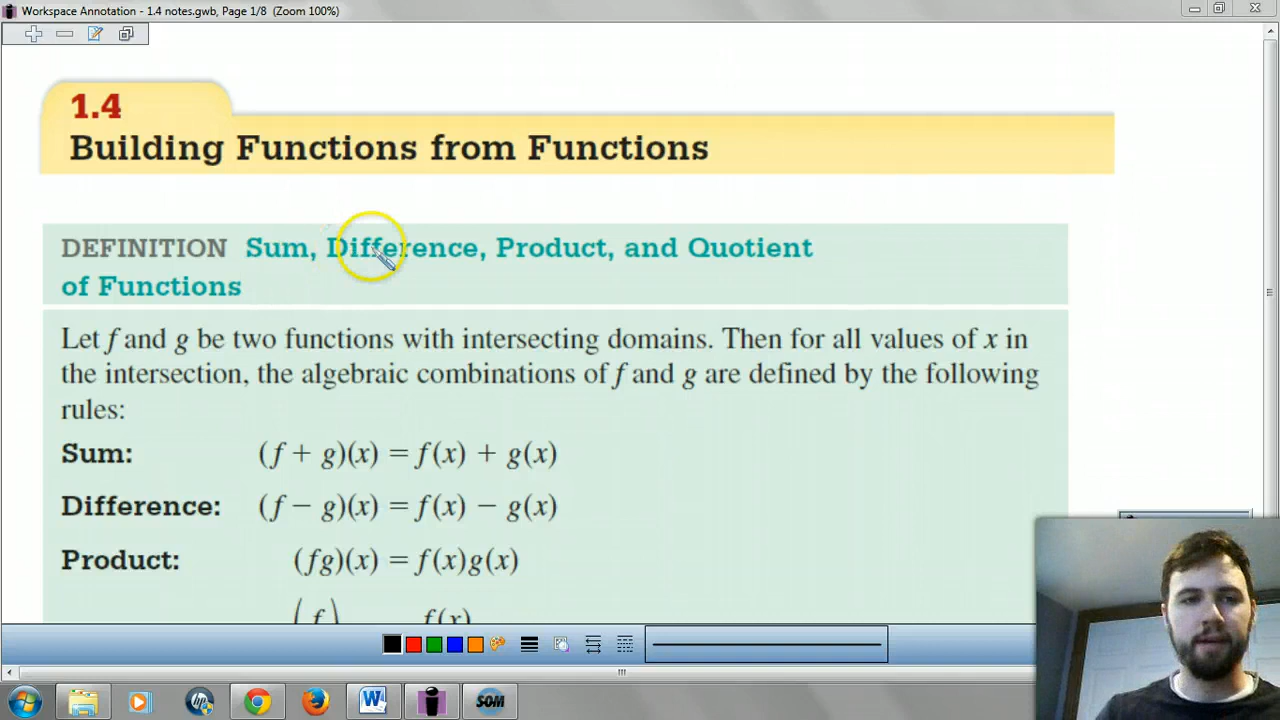 Workspace Annotation - 1.4 notes.gwb, Page 1/8 (Zoom 100%)
1.4
Building Functions from Functions
DEFINITION Sum, Difference, Product, and Quotient
of Functions
Let f and g be two functions with intersecting domains. Then for all values of x in
the intersection, the algebraic combinations of f and g are defined by the following
rules:
Sum: (f + g)(x) = f(x) + g(x)
Difference: (f − g)(x) = f(x) − g(x)
Product: (fg)(x) = f(x)g(x)
(f) f(x)
W
SOM